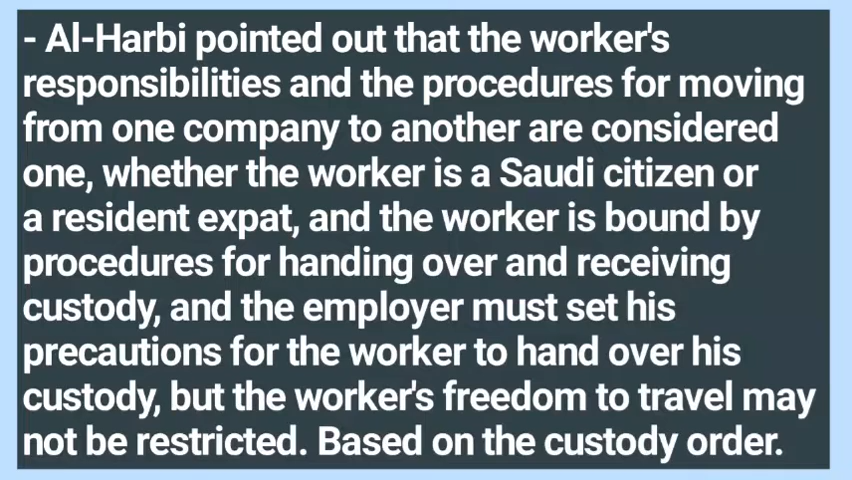 - Al-Harbi pointed out that the worker's
responsibilities and the procedures for moving
from one company to another are considered
one, whether the worker is a Saudi citizen or
a resident expat, and the worker is bound by
procedures for handing over and receiving
custody, and the employer must set his
precautions for the worker to hand over his
custody, but the worker's freedom to travel may
not be restricted. Based on the custody order.